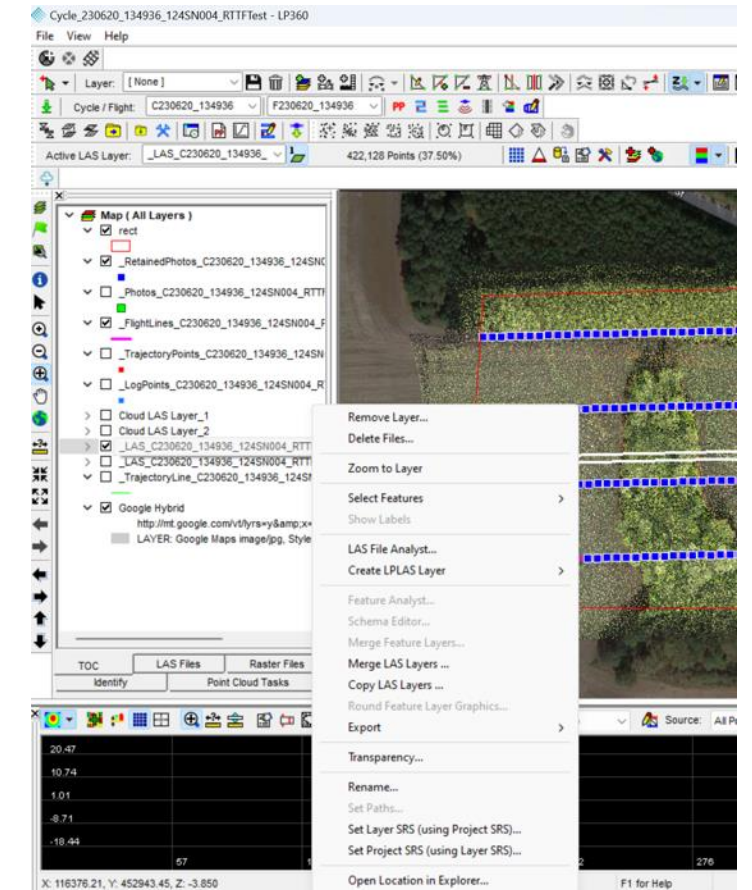 Cycle_230620_134936_124SN004_RTTFTest - LP360
File View Help
Layer: [None]
Cycle / Flight: C230620_134936 F230620_134936
Active LAS Layer: _LAS_C230620_134936_ 422,128 Points (37.50%)
Map ( All Layers )
rect
_RetainedPhotos_C230620_134936_124SN
_Photos_C230620_134936_124SN004_RTT
_FlightLines_C230620_134936_124SN004_
_TrajectoryPoints_C230620_134936_124SN
_LogPoints_C230620_134936_124SN004_R
Cloud LAS Layer_1
Cloud LAS Layer_2
_LAS_C230620_134936_124SN004_RTT
_LAS_C230620_134936_124SN004_RTT
_TrajectoryLine_C230620_134936_124S
Google Hybrid
http://mt.google.com/vt/lyrs=y&amp;x=
LAYER: Google Maps image/jpg, Style
Remove Layer...
Delete Files...
Zoom to Layer
Select Features
Show Labels
LAS File Analyst...
Create LPLAS Layer
Feature Analyst...
Schema Editor...
Merge Feature Layers...
Merge LAS Layers ...
Copy LAS Layers ...
Round Feature Layer Graphics...
Export
Transparency...
Rename...
Set Paths...
Set Layer SRS (using Project SRS)...
Set Project SRS (using Layer SRS)...
Open Location in Explorer...
TOC LAS Files Raster Files
Identify Point Cloud Tasks
Source: All P
20.47
10.74
1.01
-8.71
-18.44
57
276
X: 116376.21, Y: 452943.45, Z: -3.850
F1 for Help